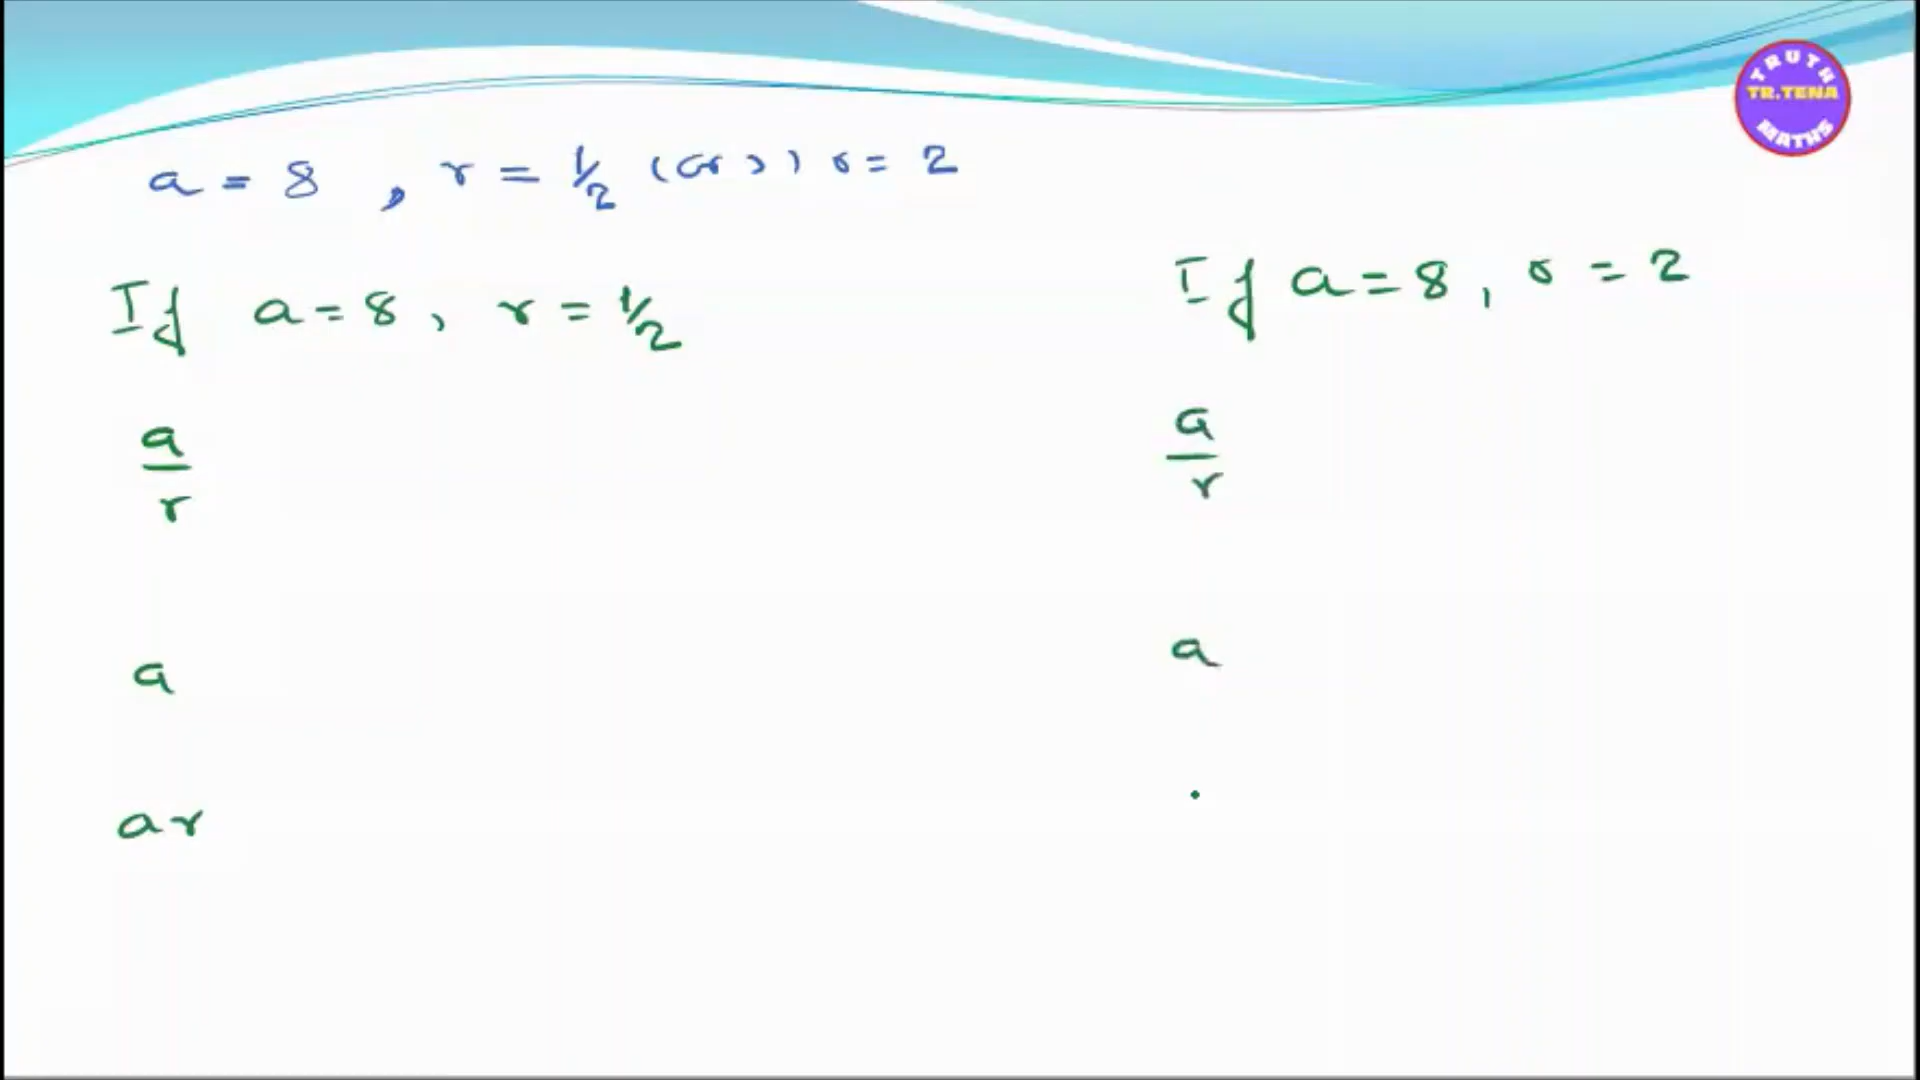 TRUTH
TR.TENA
MATHS
a = 8 , r = 1/2 (or) r = 2
If a = 8 , r = 1/2
If a = 8 , r = 2
a/r
a/r
a
a
ar